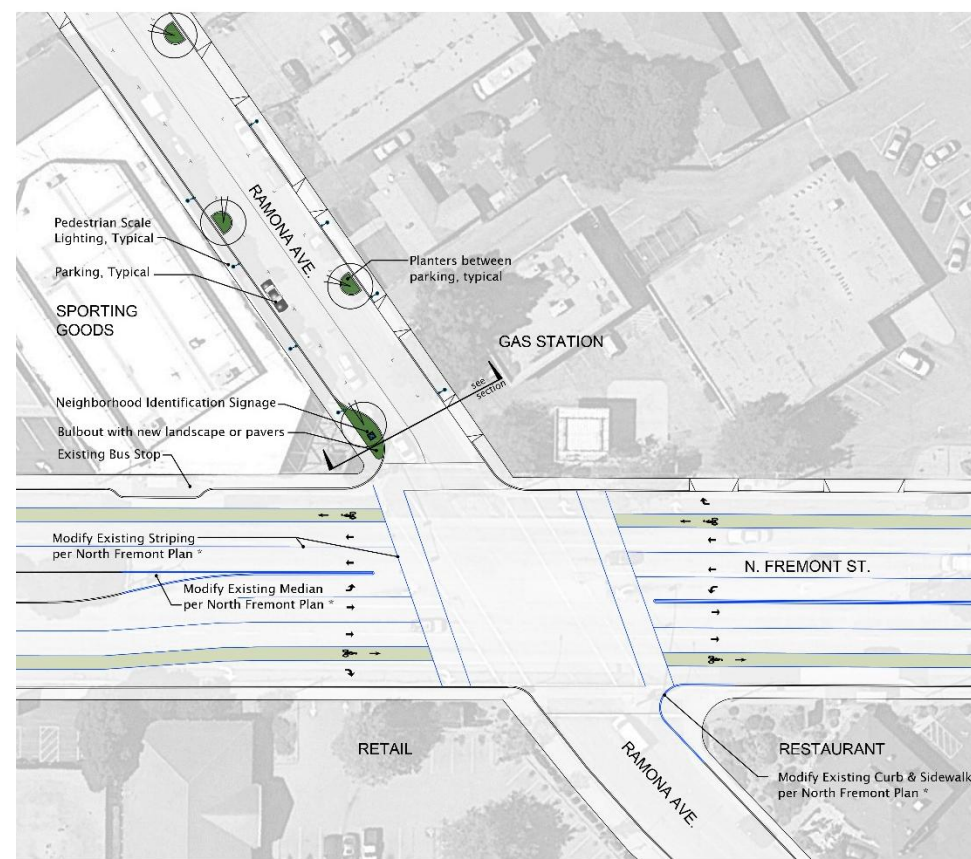 RAMONA AVE.
Pedestrian Scale
Lighting, Typical
Parking, Typical
Planters between
parking, typical
SPORTING
GOODS
GAS STATION
see
section
Neighborhood Identification Signage
Bulbout with new landscape or pavers
Existing Bus Stop
Modify Existing Striping
per North Fremont Plan *
N. FREMONT ST.
Modify Existing Median
per North Fremont Plan *
RETAIL
RAMONA AVE.
RESTAURANT
Modify Existing Curb & Sidewalk
per North Fremont Plan *